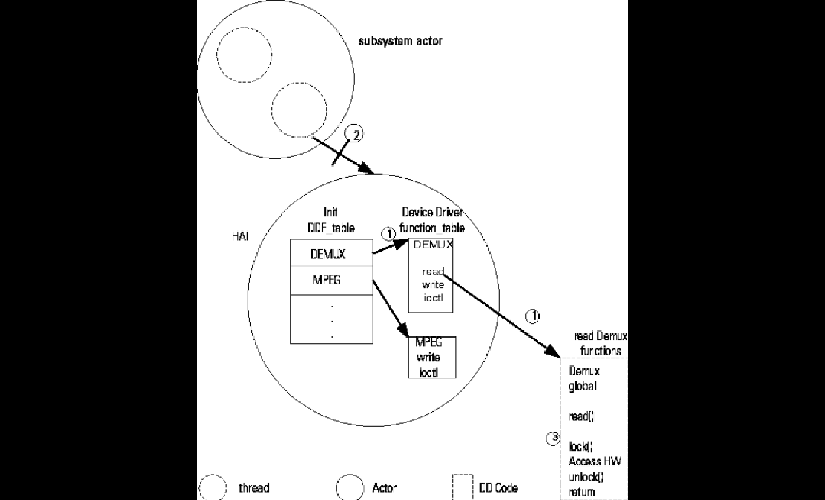 subsystem actor
2
Init
DDF_table
Device Driver
function_table
HAI
1
DEMUX
DEMUX
MPEG
read
write
ioctl
.
.
.
1
MPEG
write
ioctl
read Demux
functions
Demux
global
read()
3
lock()
Access HW
unlock()
return
thread
Actor
DD Code